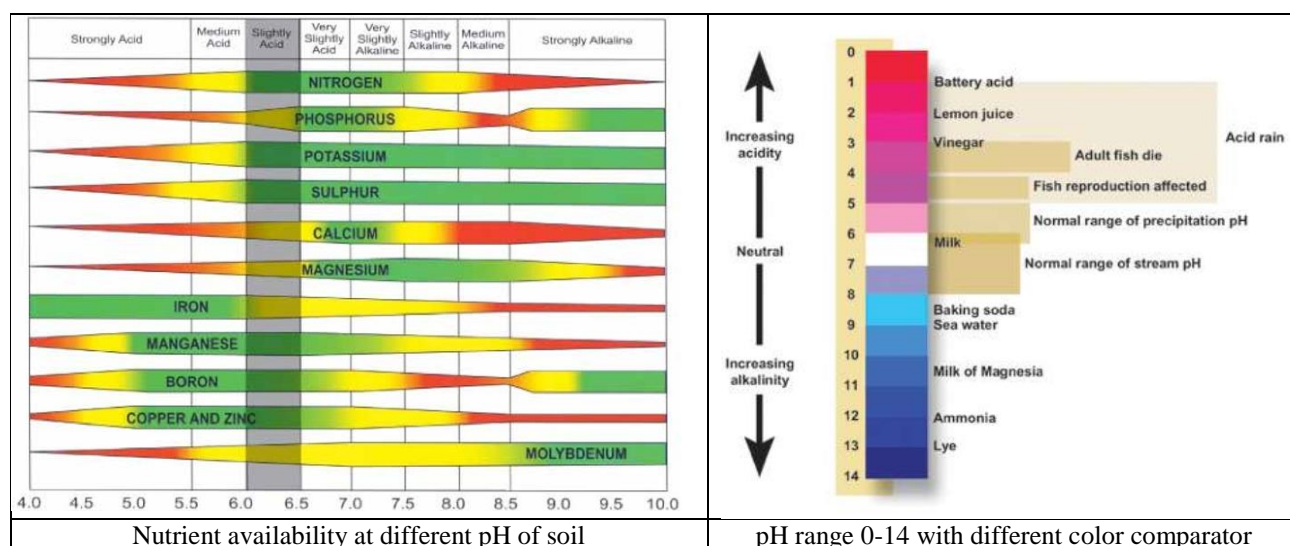 Strongly Acid
Medium
Acid
Slightly
Acid
Very
Slightly
Acid
Very
Slightly
Alkaline
Slightly
Alkaline
Medium
Alkaline
Strongly Alkaline
NITROGEN
PHOSPHORUS
POTASSIUM
SULPHUR
CALCIUM
MAGNESIUM
IRON
MANGANESE
BORON
COPPER AND ZINC
MOLYBDENUM
4.0 5.5 6.0 6.5 7.0 7.5 8.0 8.5 9.0 10.0
Nutrient availability at different pH of soil
0
1
2
3
4
5
6
7
8
9
10
11
12
13
14
Increasing
acidity
Neutral
Increasing
alkalinity
Battery acid
Lemon juice
Vinegar
Milk
Baking soda
Sea water
Milk of Magnesia
Ammonia
Lye
Acid rain
Adult fish die
Fish reproduction affected
Normal range of precipitation pH
Normal range of stream pH
pH range 0-14 with different color comparator